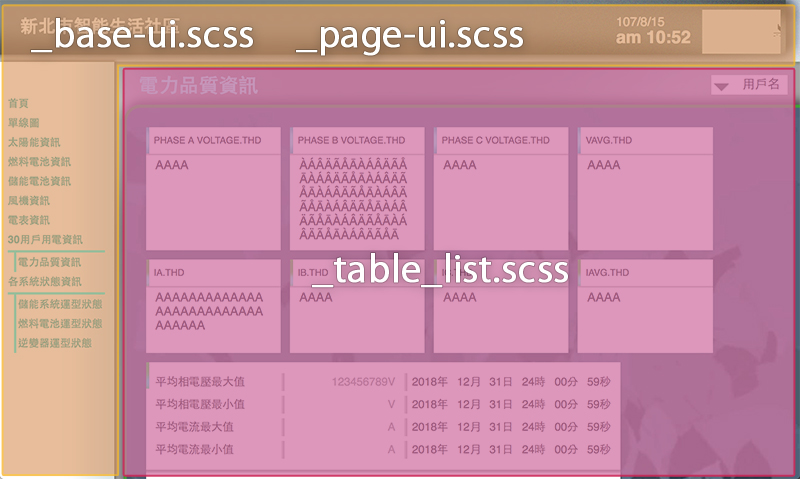 新北市智能生活社區
_base-ui.scss
_page-ui.scss
107/8/15
am 10:52
首頁
單線圖
太陽能資訊
燃料電池資訊
儲能電池資訊
風機資訊
電表資訊
30用戶用電資訊
電力品質資訊
各系統狀態資訊
儲能系統運型狀態
燃料電池運型狀態
逆變器運型狀態
電力品質資訊
用戶名
PHASE A VOLTAGE.THD
AAAA
PHASE B VOLTAGE.THD
PHASE C VOLTAGE.THD
AAAA
VAVG.THD
AAAA
_table_list.scss
IA.THD
AAAAAAAAAAAAA
AAAAAAAAAAAAA
AAAAAA
IB.THD
AAAA
AAAA
IAVG.THD
AAAA
平均相電壓最大值 123456789V 2018年 12月 31日 24時 00分 59秒
平均相電壓最小值 V 2018年 12月 31日 24時 00分 59秒
平均電流最大值 A 2018年 12月 31日 24時 00分 59秒
平均電流最小值 A 2018年 12月 31日 24時 00分 59秒